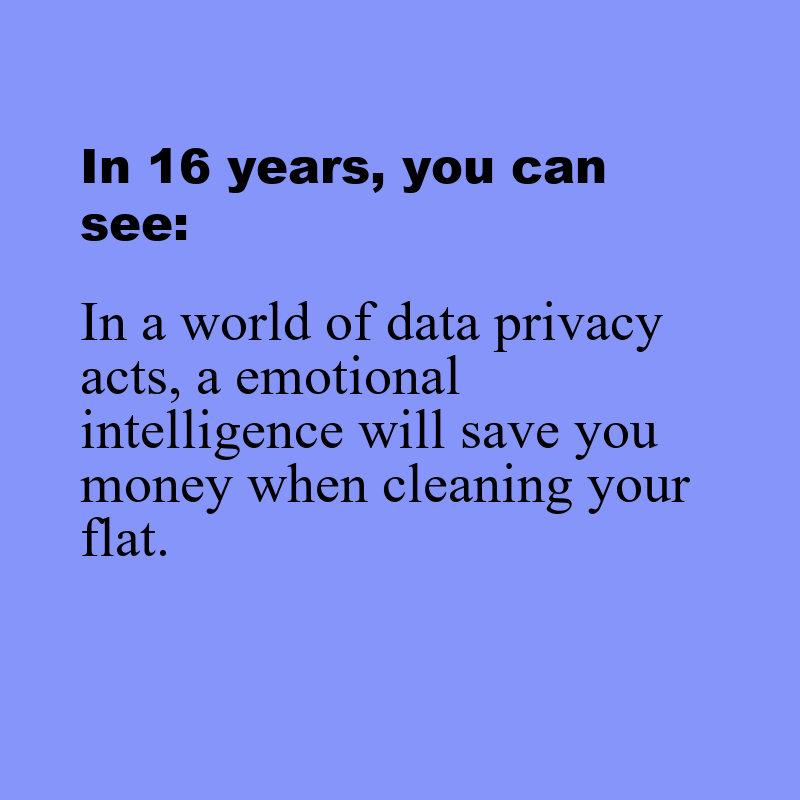 In 16 years, you can
see:
In a world of data privacy
acts, a emotional
intelligence will save you
money when cleaning your
flat.